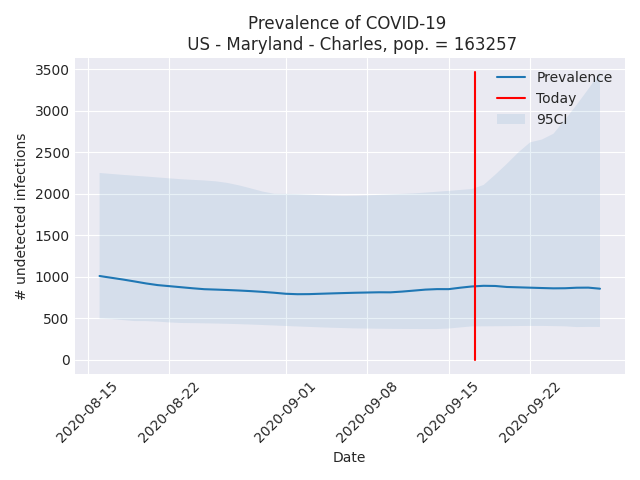 Prevalence of COVID-19
US - Maryland - Charles, pop. = 163257
3500
3000
2500
2000
1500
1000
500
0
# undetected infections
Prevalence
Today
95CI
2020-08-15
2020-08-22
2020-09-01
2020-09-08
2020-09-15
2020-09-22
Date